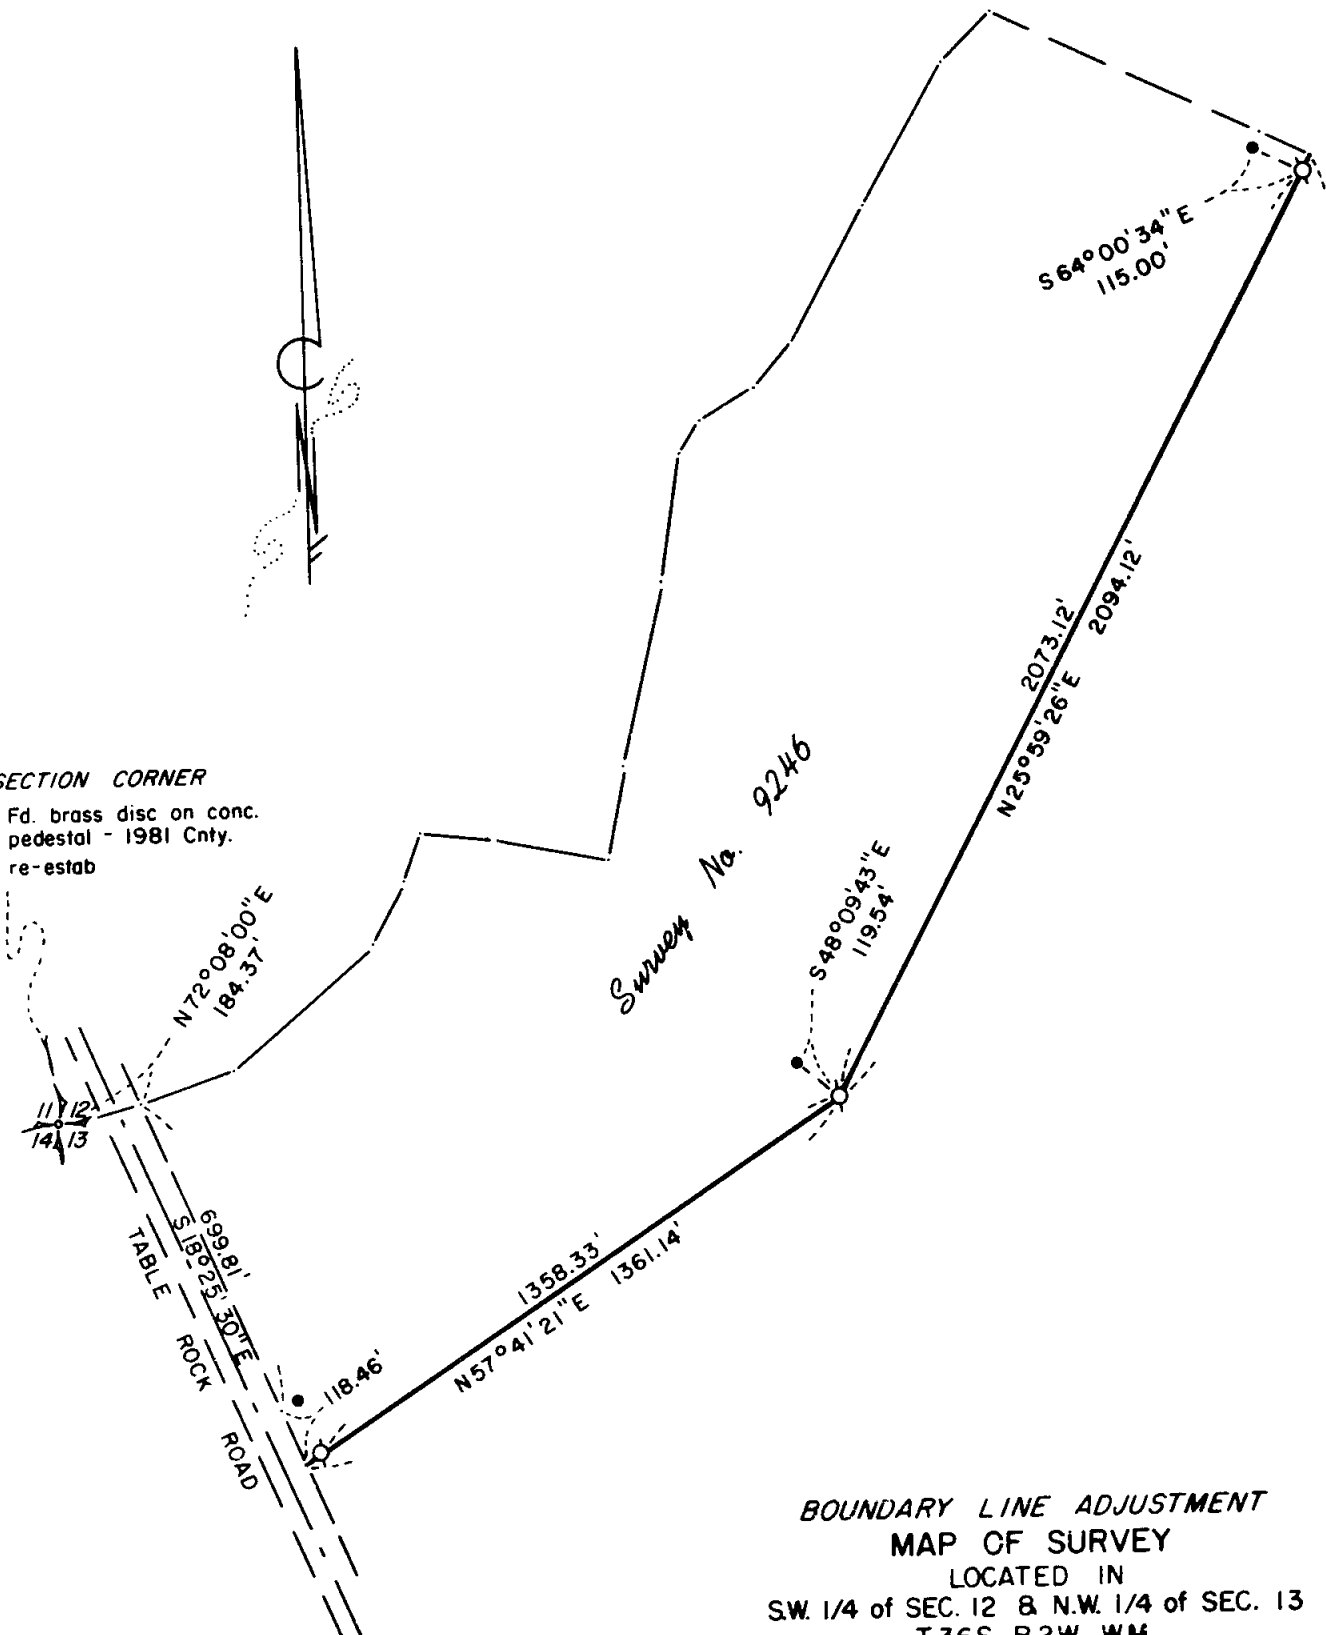 S 64°00'34" E
115.00'
2073.12'
N25°59'26"E 2094.12'
Survey No. 9246
SECTION CORNER
Fd. brass disc on conc.
pedestal - 1981 Cnty.
re-estab
N72°08'00"E
184.37'
S48°09'43"E
119.54'
11 12
14 13
699.81'
S 18°25'30"E
TABLE ROCK ROAD
118.46'
1358.33'
N57°41'21"E 1361.14'
BOUNDARY LINE ADJUSTMENT
MAP OF SURVEY
LOCATED IN
S.W. 1/4 of SEC. 12 & N.W. 1/4 of SEC. 13